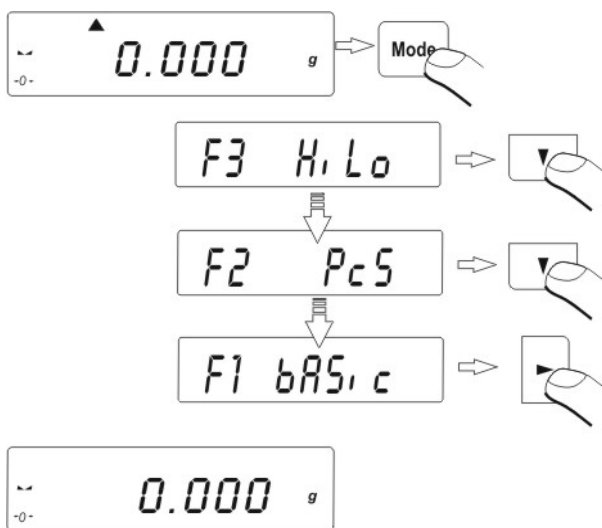 0.000 g
-0-
Mode
F3 HiLo
F2 PcS
F1 bASic
0.000 g
-0-